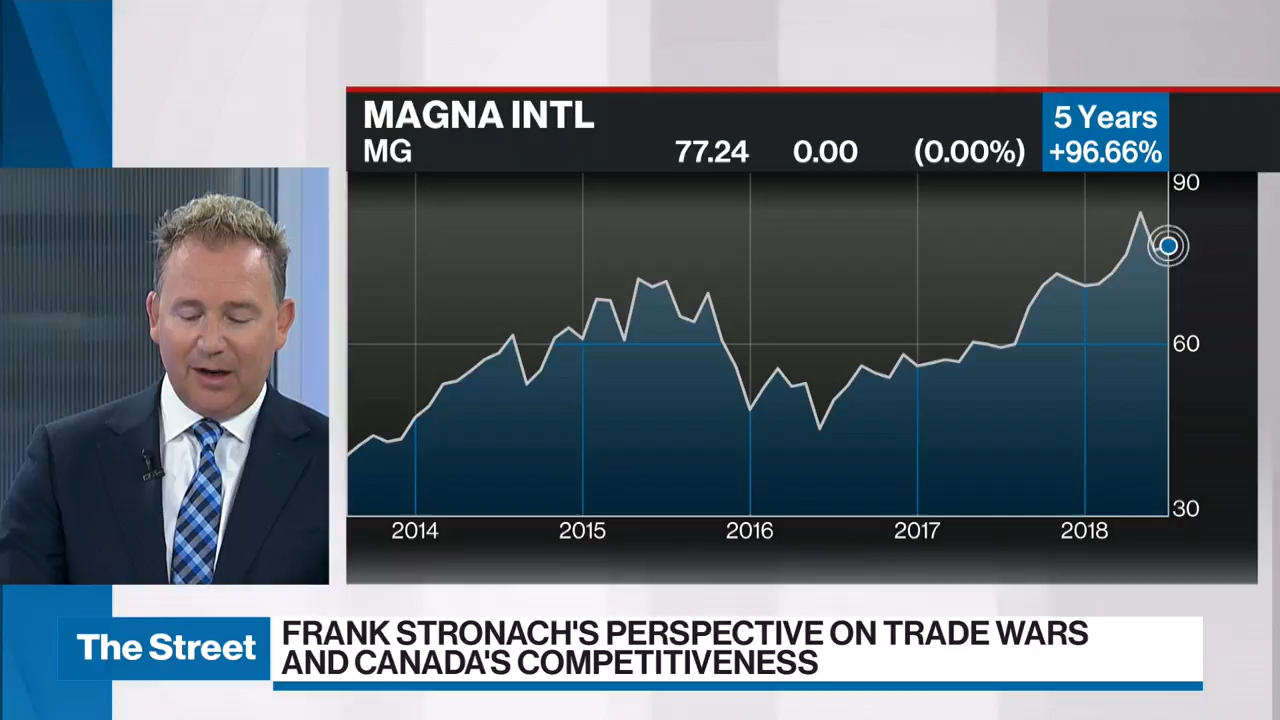 MAGNA INTL
MG 77.24 0.00 (0.00%)
5 Years
+96.66%
90
60
30
2014 2015 2016 2017 2018
The Street
FRANK STRONACH'S PERSPECTIVE ON TRADE WARS
AND CANADA'S COMPETITIVENESS